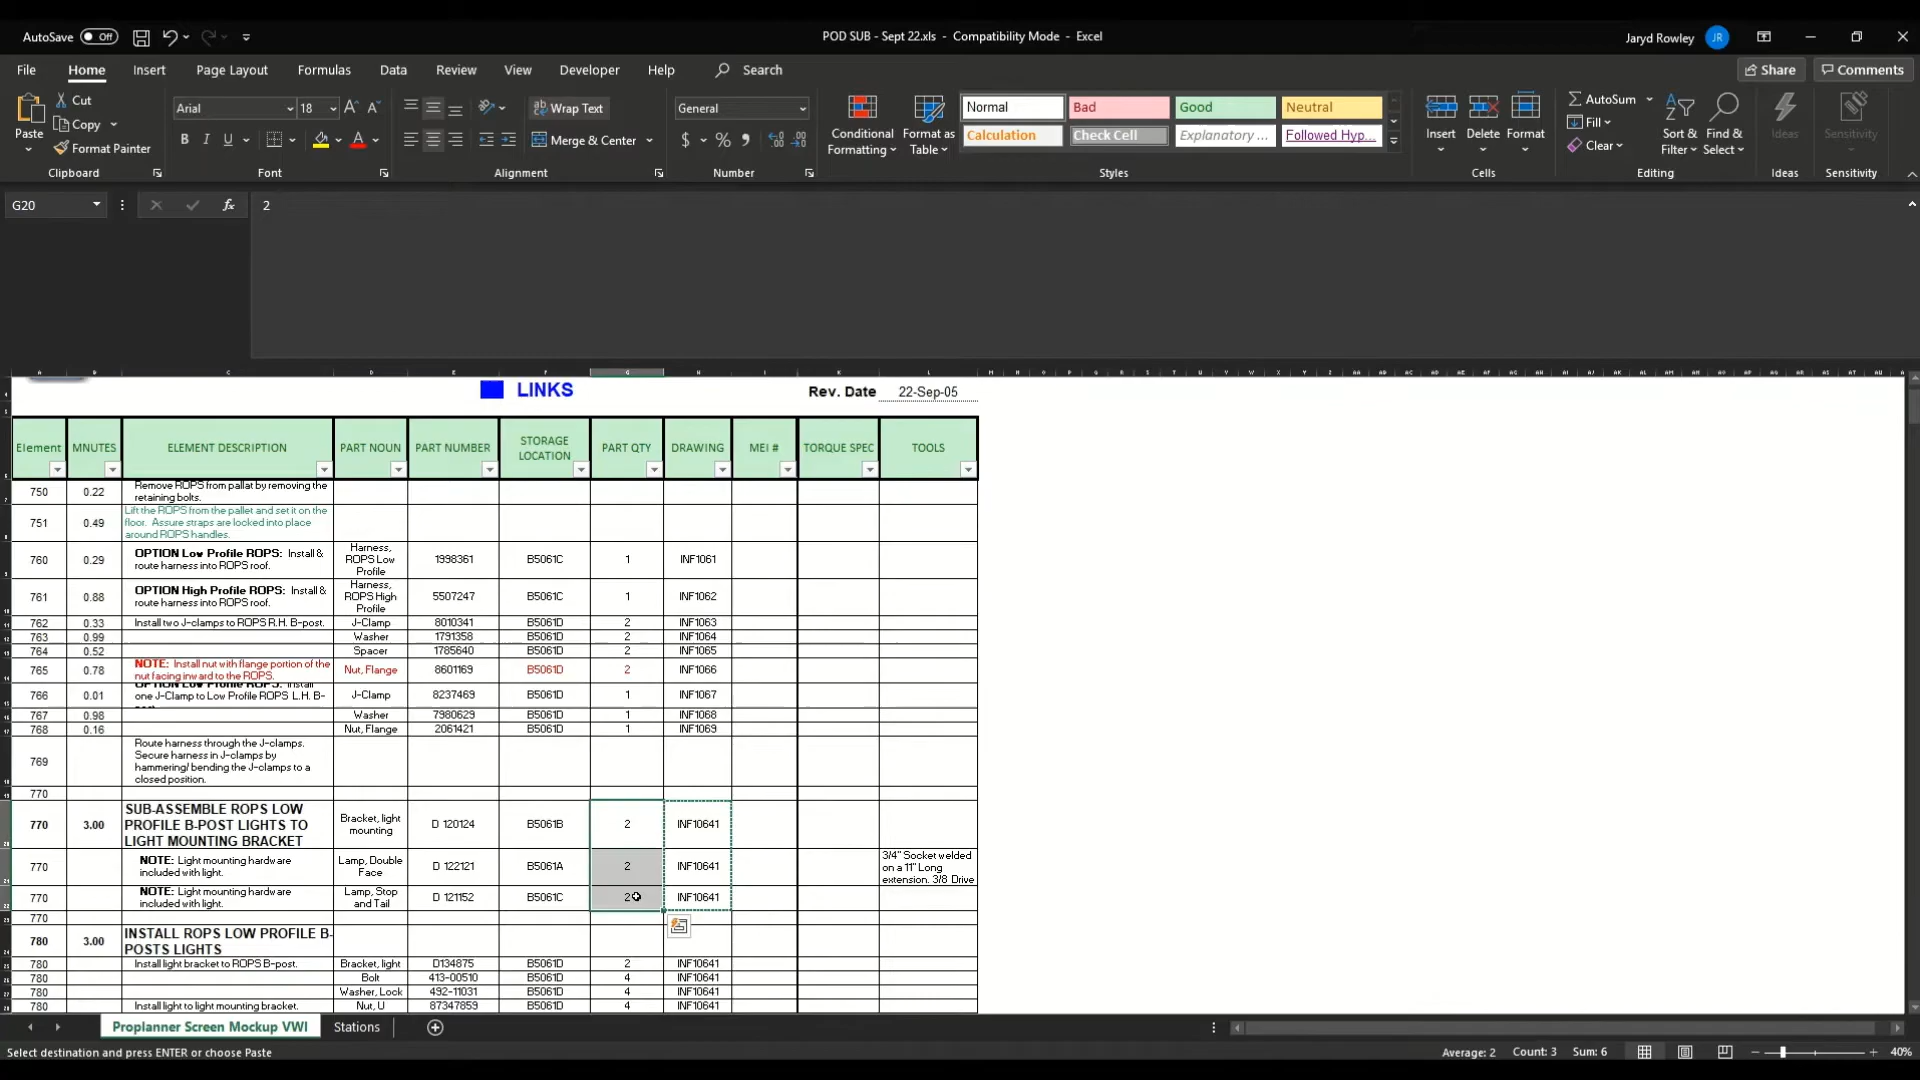 AutoSave Off
POD SUB - Sept 22.xls - Compatibility Mode - Excel
Jaryd Rowley JR
File Home Insert Page Layout Formulas Data Review View Developer Help Search
Share Comments
Paste
Cut
Copy
Format Painter
Clipboard
Arial 18
Font
Wrap Text
Merge & Center
Alignment
General
$ % ,
Number
Conditional Formatting
Format as Table
Normal Bad Good Neutral
Calculation Check Cell Explanatory ... Followed Hyp...
Styles
Insert Delete Format
Cells
AutoSum
Fill
Clear
Sort & Filter
Find & Select
Editing
Ideas
Ideas
Sensitivity
Sensitivity
G20 fx 2
LINKS Rev. Date 22-Sep-05
Element MNUTES ELEMENT DESCRIPTION PART NOUN PART NUMBER STORAGE LOCATION PART QTY DRAWING MEI # TORQUE SPEC TOOLS
750 0.22 Remove ROPS from pallat by removing the retaining bolts.
751 0.49 Lift the ROPS from the pallet and set it on the floor. Assure straps are locked into place around ROPS handles.
760 0.29 OPTION Low Profile ROPS: Install & route harness into ROPS roof. Harness, ROPS Low Profile 1998361 B5061C 1 INF1061
761 0.88 OPTION High Profile ROPS: Install & route harness into ROPS roof. Harness, ROPS High Profile 5507247 B5061C 1 INF1062
762 0.33 Install two J-clamps to ROPS R.H. B-post. J-Clamp 8010341 B5061D 2 INF1063
763 0.99 Washer 1791358 B5061D 2 INF1064
764 0.52 Spacer 1785640 B5061D 2 INF1065
765 0.78 NOTE: Install nut with flange portion of the nut facing inward to the ROPS. Nut, Flange 8601169 B5061D 2 INF1066
766 0.01 OPTION Low Profile ROPS: Install one J-Clamp to Low Profile ROPS L.H. B- J-Clamp 8237469 B5061D 1 INF1067
767 0.98 Washer 7980629 B5061D 1 INF1068
768 0.16 Nut, Flange 2061421 B5061D 1 INF1069
769 Route harness through the J-clamps. Secure harness in J-clamps by hammering/ bending the J-clamps to a closed position.
770
770 3.00 SUB-ASSEMBLE ROPS LOW PROFILE B-POST LIGHTS TO LIGHT MOUNTING BRACKET Bracket, light mounting D 120124 B5061B 2 INF10641
770 NOTE: Light mounting hardware included with light. Lamp, Double Face D 122121 B5061A 2 INF10641 3/4" Socket welded on a 11" Long extension. 3/8 Drive
770 NOTE: Light mounting hardware included with light. Lamp, Stop and Tail D 121152 B5061C 2 INF10641
770
780 3.00 INSTALL ROPS LOW PROFILE B-POSTS LIGHTS
780 Install light bracket to ROPS B-post. Bracket, light D134875 B5061D 2 INF10641
780 Bolt 413-00510 B5061D 4 INF10641
780 Washer, Lock 492-11031 B5061D 4 INF10641
780 Install light to light mounting bracket. Nut, U 87347859 B5061D 4 INF10641
Proplanner Screen Mockup VWI Stations
Select destination and press ENTER or choose Paste Average: 2 Count: 3 Sum: 6 40%